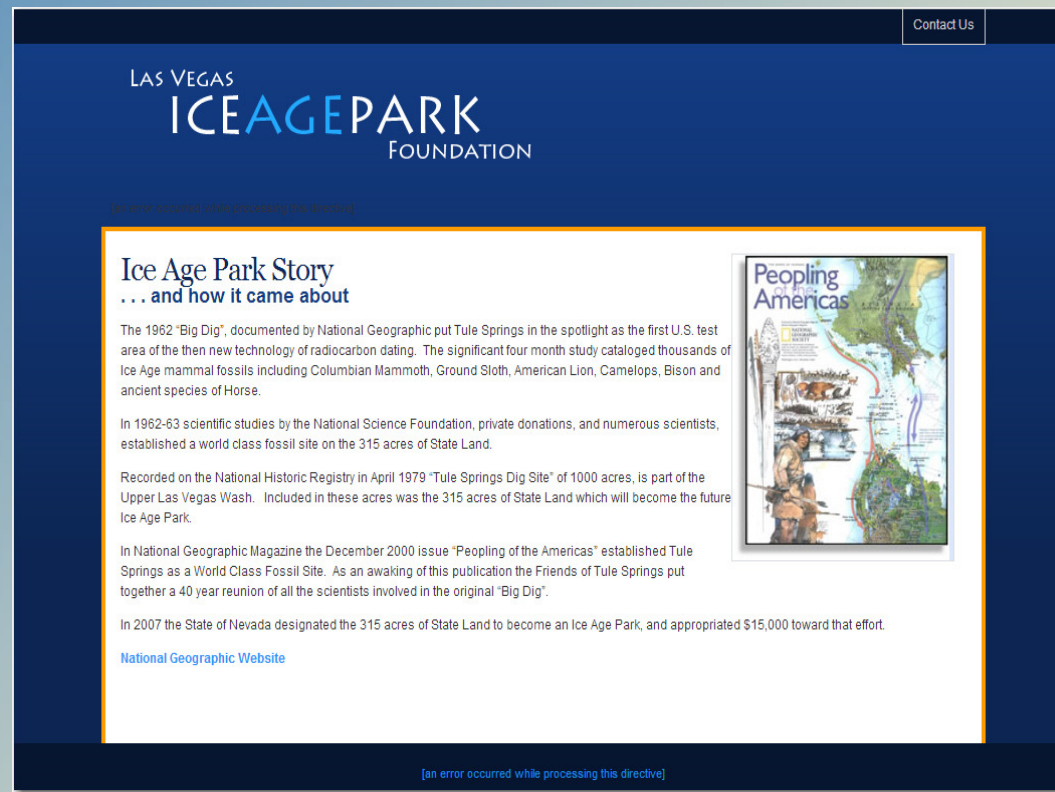 Contact Us
LAS VEGAS
ICEAGEPARK
FOUNDATION
[an error occurred while processing this directive]
Ice Age Park Story
. . . and how it came about
The 1962 “Big Dig”, documented by National Geographic put Tule Springs in the spotlight as the first U.S. test
area of the then new technology of radiocarbon dating. The significant four month study cataloged thousands of
Ice Age mammal fossils including Columbian Mammoth, Ground Sloth, American Lion, Camelops, Bison and
ancient species of Horse.
In 1962-63 scientific studies by the National Science Foundation, private donations, and numerous scientists,
established a world class fossil site on the 315 acres of State Land.
Recorded on the National Historic Registry in April 1979 “Tule Springs Dig Site” of 1000 acres, is part of the
Upper Las Vegas Wash. Included in these acres was the 315 acres of State Land which will become the future
Ice Age Park.
In National Geographic Magazine the December 2000 issue “Peopling of the Americas” established Tule
Springs as a World Class Fossil Site. As an awaking of this publication the Friends of Tule Springs put
together a 40 year reunion of all the scientists involved in the original “Big Dig”.
In 2007 the State of Nevada designated the 315 acres of State Land to become an Ice Age Park, and appropriated $15,000 toward that effort.
National Geographic Website
Peopling
of the
Americas
NATIONAL
GEOGRAPHIC
SOCIETY
[an error occurred while processing this directive]